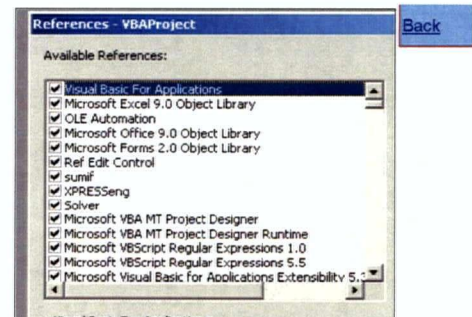 References - VBAProject
Back
Available References:
Visual Basic For Applications
Microsoft Excel 9.0 Object Library
OLE Automation
Microsoft Office 9.0 Object Library
Microsoft Forms 2.0 Object Library
Ref Edit Control
sumif
XPRESSeng
Solver
Microsoft VBA MT Project Designer
Microsoft VBA MT Project Designer Runtime
Microsoft VBScript Regular Expressions 1.0
Microsoft VBScript Regular Expressions 5.5
Microsoft Visual Basic for Applications Extensibility 5.